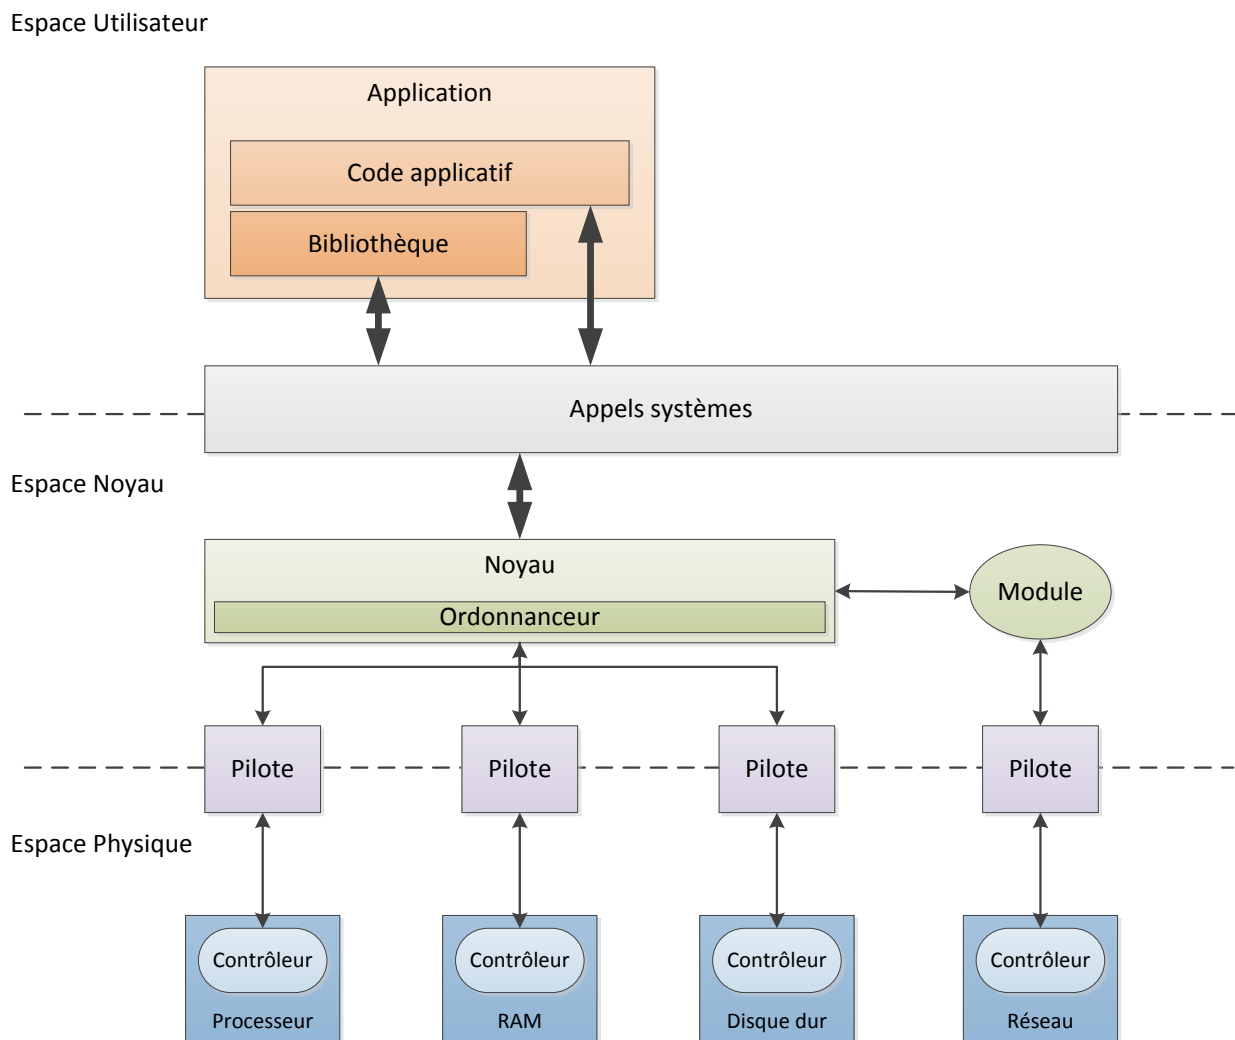 Espace Utilisateur
Application
Code applicatif
Bibliothèque
Appels systèmes
Espace Noyau
Noyau
Ordonnanceur
Module
Pilote
Pilote
Pilote
Pilote
Espace Physique
Contrôleur
Contrôleur
Contrôleur
Contrôleur
Processeur
RAM
Disque dur
Réseau